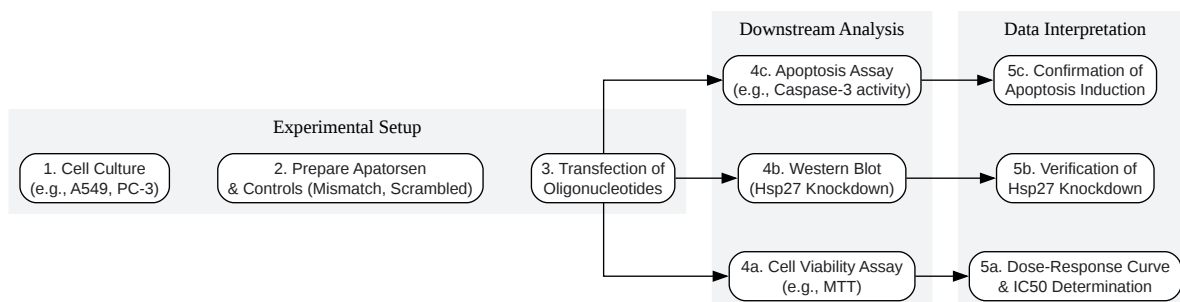 Downstream Analysis
Data Interpretation
4c. Apoptosis Assay
(e.g., Caspase-3 activity)
5c. Confirmation of
Apoptosis Induction
Experimental Setup
1. Cell Culture
(e.g., A549, PC-3)
2. Prepare Apatorsen
& Controls (Mismatch, Scrambled)
3. Transfection of
Oligonucleotides
4b. Western Blot
(Hsp27 Knockdown)
5b. Verification of
Hsp27 Knockdown
4a. Cell Viability Assay
(e.g., MTT)
5a. Dose-Response Curve
& IC50 Determination